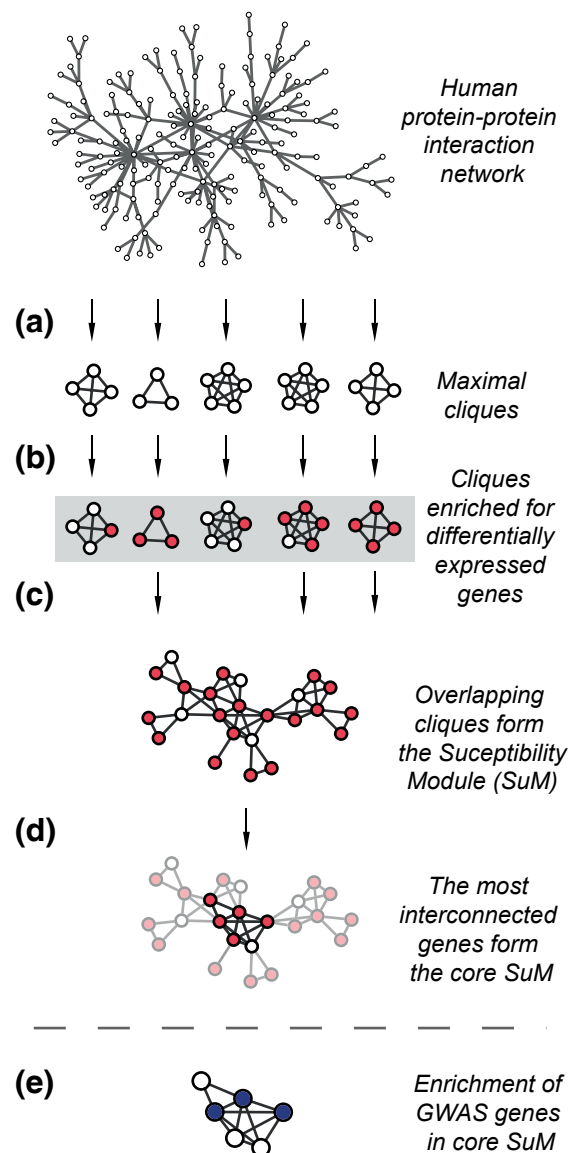 Human
protein-protein
interaction
network
(a)
Maximal
cliques
(b)
Cliques
enriched for
differentially
expressed
genes
(c)
Overlapping
cliques form
the Suceptibility
Module (SuM)
(d)
The most
interconnected
genes form
the core SuM
(e)
Enrichment of
GWAS genes
in core SuM